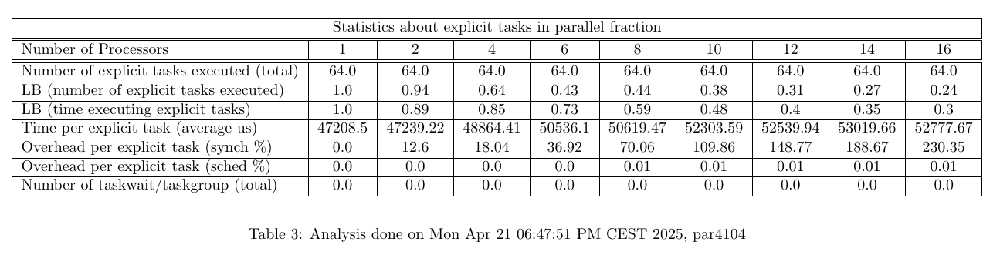 Statistics about explicit tasks in parallel fraction
Number of Processors 1 2 4 6 8 10 12 14 16
Number of explicit tasks executed (total) 64.0 64.0 64.0 64.0 64.0 64.0 64.0 64.0 64.0
LB (number of explicit tasks executed) 1.0 0.94 0.64 0.43 0.44 0.38 0.31 0.27 0.24
LB (time executing explicit tasks) 1.0 0.89 0.85 0.73 0.59 0.48 0.4 0.35 0.3
Time per explicit task (average us) 47208.5 47239.22 48864.41 50536.1 50619.47 52303.59 52539.94 53019.66 52777.67
Overhead per explicit task (synch %) 0.0 12.6 18.04 36.92 70.06 109.86 148.77 188.67 230.35
Overhead per explicit task (sched %) 0.0 0.0 0.0 0.0 0.01 0.01 0.01 0.01 0.01
Number of taskwait/taskgroup (total) 0.0 0.0 0.0 0.0 0.0 0.0 0.0 0.0 0.0
Table 3: Analysis done on Mon Apr 21 06:47:51 PM CEST 2025, par4104